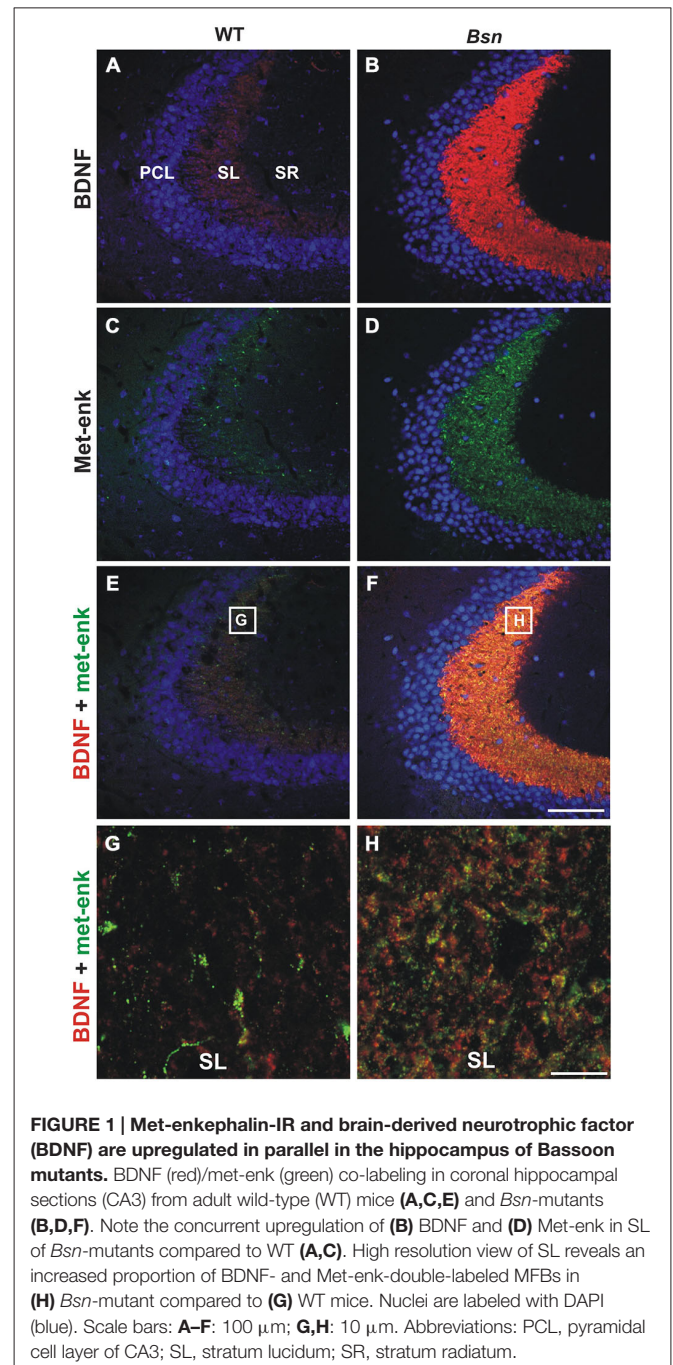 WT Bsn
BDNF
A
B
PCL SL SR
Met-enk
C
D
BDNF + met-enk
E
F
G
H
BDNF + met-enk
G
H
SL
SL
FIGURE 1 | Met-enkephalin-IR and brain-derived neurotrophic factor
(BDNF) are upregulated in parallel in the hippocampus of Bassoon
mutants. BDNF (red)/met-enk (green) co-labeling in coronal hippocampal
sections (CA3) from adult wild-type (WT) mice (A,C,E) and Bsn-mutants
(B,D,F). Note the concurrent upregulation of (B) BDNF and (D) Met-enk in SL
of Bsn-mutants compared to WT (A,C). High resolution view of SL reveals an
increased proportion of BDNF- and Met-enk-double-labeled MFBs in
(H) Bsn-mutant compared to (G) WT mice. Nuclei are labeled with DAPI
(blue). Scale bars: A–F: 100 μm; G,H: 10 μm. Abbreviations: PCL, pyramidal
cell layer of CA3; SL, stratum lucidum; SR, stratum radiatum.